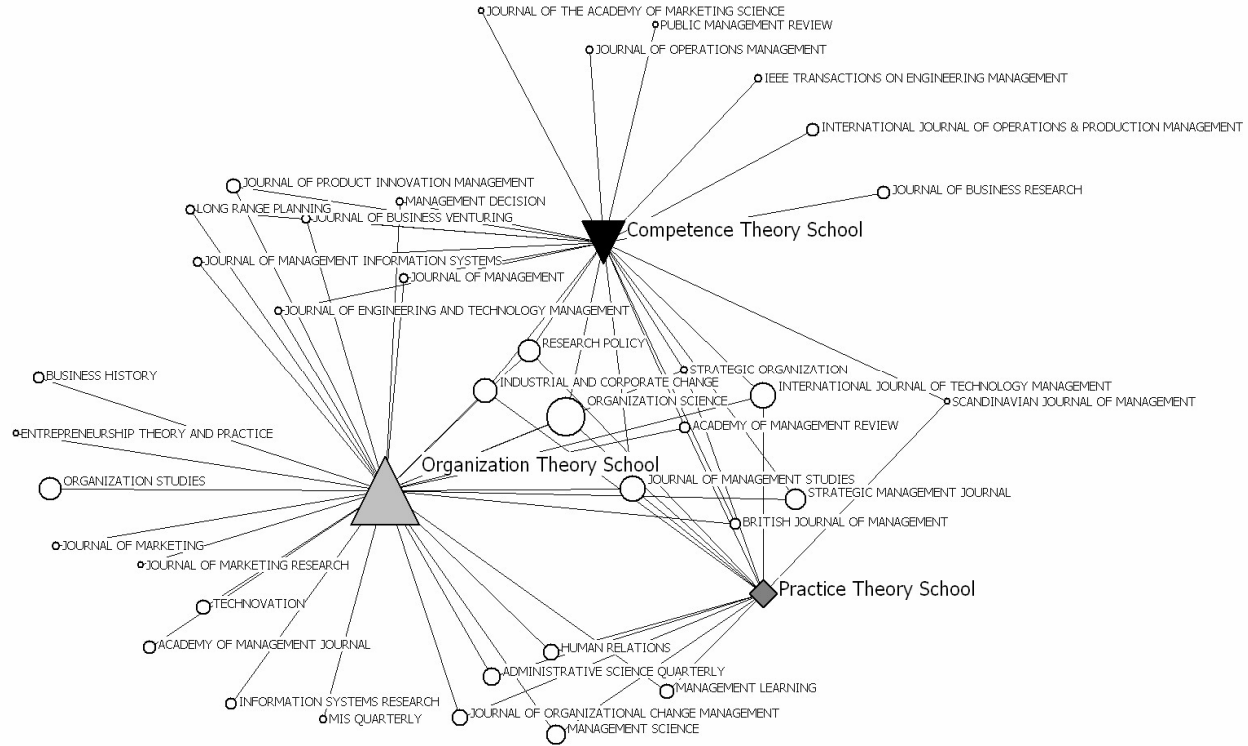 JOURNAL OF THE ACADEMY OF MARKETING SCIENCE
PUBLIC MANAGEMENT REVIEW
JOURNAL OF OPERATIONS MANAGEMENT
IEEE TRANSACTIONS ON ENGINEERING MANAGEMENT
INTERNATIONAL JOURNAL OF OPERATIONS & PRODUCTION MANAGEMENT
JOURNAL OF PRODUCT INNOVATION MANAGEMENT
JOURNAL OF BUSINESS RESEARCH
MANAGEMENT DECISION
LONG RANGE PLANNING
JOURNAL OF BUSINESS VENTURING
Competence Theory School
JOURNAL OF MANAGEMENT INFORMATION SYSTEMS
JOURNAL OF MANAGEMENT
JOURNAL OF ENGINEERING AND TECHNOLOGY MANAGEMENT
RESEARCH POLICY
STRATEGIC ORGANIZATION
BUSINESS HISTORY
INDUSTRIAL AND CORPORATE CHANGE
INTERNATIONAL JOURNAL OF TECHNOLOGY MANAGEMENT
ORGANIZATION SCIENCE
SCANDINAVIAN JOURNAL OF MANAGEMENT
ACADEMY OF MANAGEMENT REVIEW
ENTREPRENEURSHIP THEORY AND PRACTICE
Organization Theory School
ORGANIZATION STUDIES
JOURNAL OF MANAGEMENT STUDIES
STRATEGIC MANAGEMENT JOURNAL
BRITISH JOURNAL OF MANAGEMENT
JOURNAL OF MARKETING
JOURNAL OF MARKETING RESEARCH
Practice Theory School
TECHNOVATION
ACADEMY OF MANAGEMENT JOURNAL
HUMAN RELATIONS
ADMINISTRATIVE SCIENCE QUARTERLY
MANAGEMENT LEARNING
INFORMATION SYSTEMS RESEARCH
JOURNAL OF ORGANIZATIONAL CHANGE MANAGEMENT
MIS QUARTERLY
MANAGEMENT SCIENCE